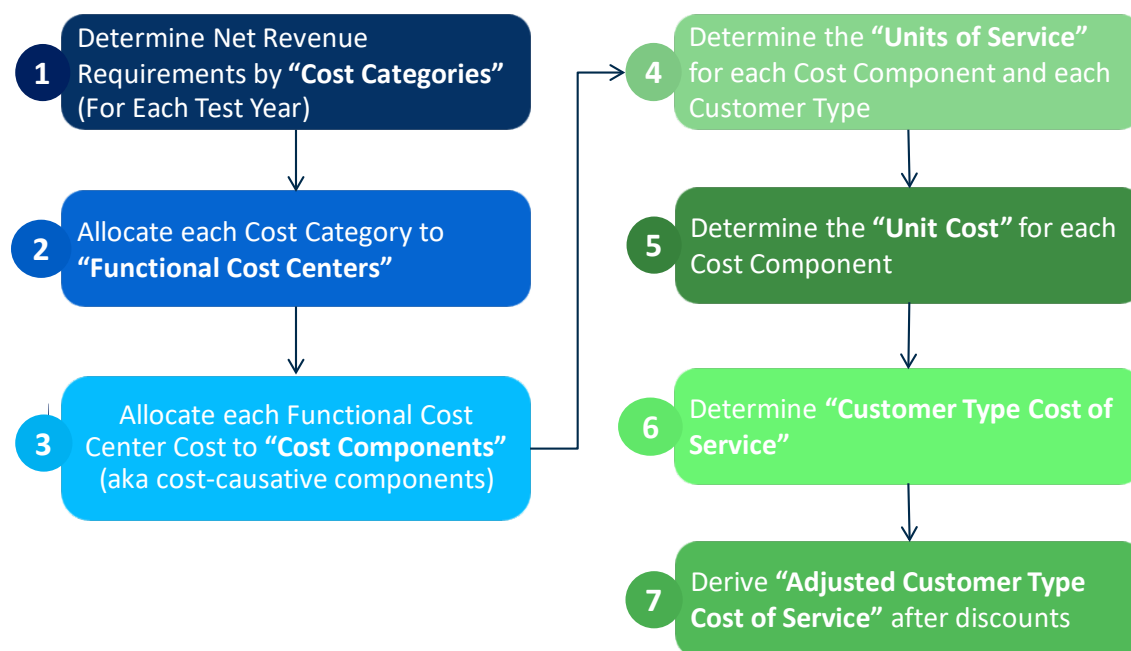 1
Determine Net Revenue
Requirements by “Cost Categories”
(For Each Test Year)
2
Allocate each Cost Category to
“Functional Cost Centers”
3
Allocate each Functional Cost
Center Cost to “Cost Components”
(aka cost-causative components)
4
Determine the “Units of Service”
for each Cost Component and each
Customer Type
5
Determine the “Unit Cost” for each
Cost Component
6
Determine “Customer Type Cost of
Service”
7
Derive “Adjusted Customer Type
Cost of Service” after discounts